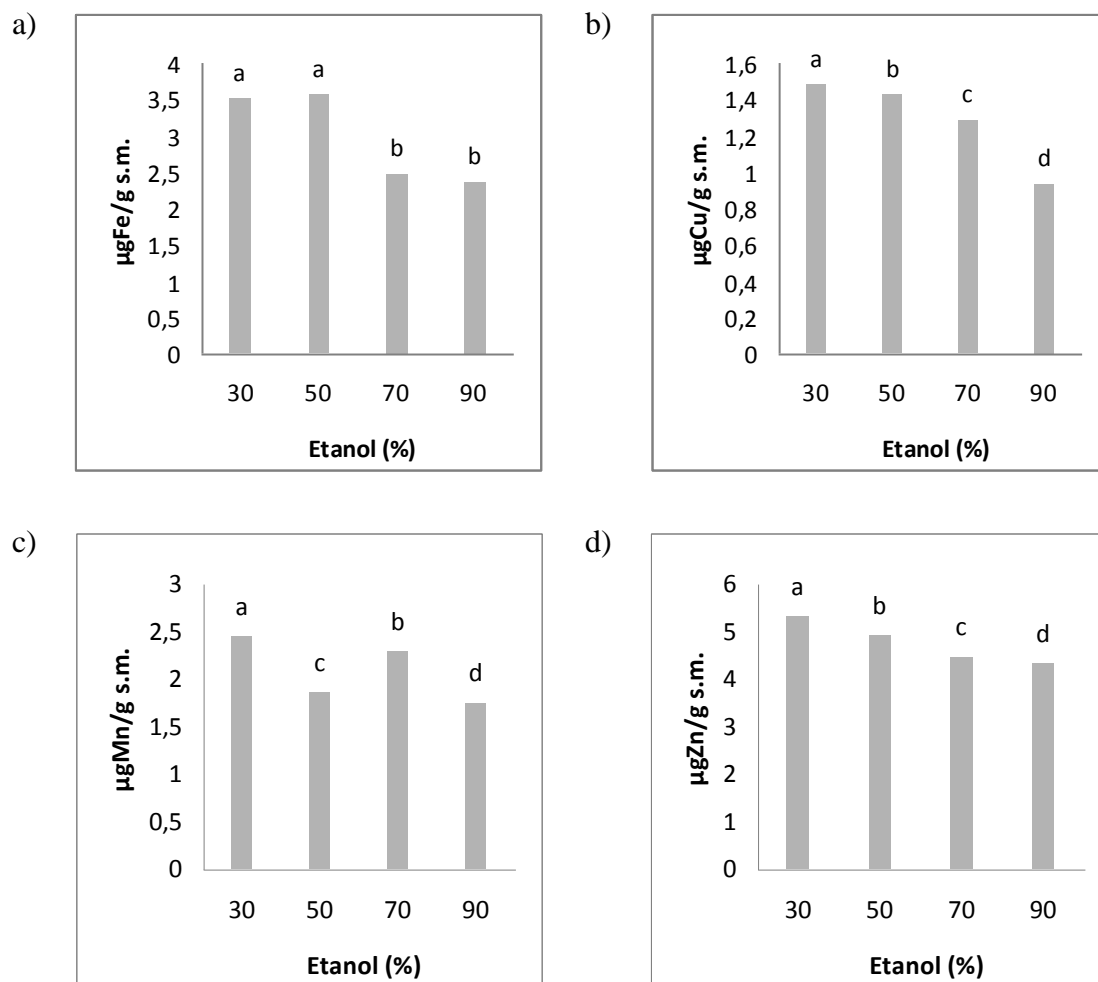 a)
4
3,5
3
2,5
2
1,5
1
0,5
0
µgFe/g s.m.
a
a
b
b
30 50 70 90
Etanol (%)
b)
1,6
1,4
1,2
1
0,8
0,6
0,4
0,2
0
µgCu/g s.m.
a
b
c
d
30 50 70 90
Etanol (%)
c)
3
2,5
2
1,5
1
0,5
0
µgMn/g s.m.
a
c
b
d
30 50 70 90
Etanol (%)
d)
6
5
4
3
2
1
0
µgZn/g s.m.
a
b
c
d
30 50 70 90
Etanol (%)